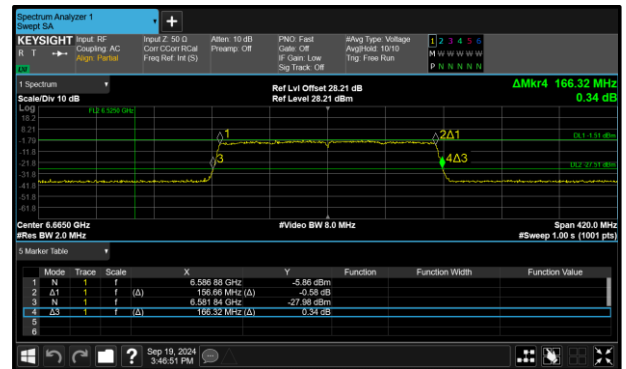 Spectrum Analyzer 1
Swept SA
+
KEYSIGHT Input: RF Input Z: 50 Ω Atten: 10 dB PNO: Fast #Avg Type: Voltage 1 2 3 4 5 6
R T Coupling: AC Corr CCorr RCal Preamp: Off Gate: Off Avg|Hold: 10/10 M W W W W W
Align: Partial Freq Ref: Int (S) IF Gain: Low Trig: Free Run
Sig Track: Off P N N N N N
LXI
1 Spectrum Ref Lvl Offset 28.21 dB ΔMkr4 166.32 MHz
Scale/Div 10 dB Ref Level 28.21 dBm 0.34 dB
Log
18.2
8.21
-1.79
-11.8
-21.8
-31.8
-41.8
-51.8
-61.8
1
2Δ1
DL1 -1.51 dBm
3
4Δ3
DL2 -27.51 dBm
Center 6.6650 GHz #Video BW 8.0 MHz Span 420.0 MHz
#Res BW 2.0 MHz #Sweep 1.00 s (1001 pts)
5 Marker Table
Mode Trace Scale X Y Function Function Width Function Value
1 N 1 f 6.586 88 GHz -5.86 dBm
2 Δ1 1 f (Δ) 156.66 MHz (Δ) -0.58 dB
3 N 1 f 6.581 84 GHz -27.98 dBm
4 Δ3 1 f (Δ) 166.32 MHz (Δ) 0.34 dB
5
6
? Sep 19, 2024
3:46:51 PM